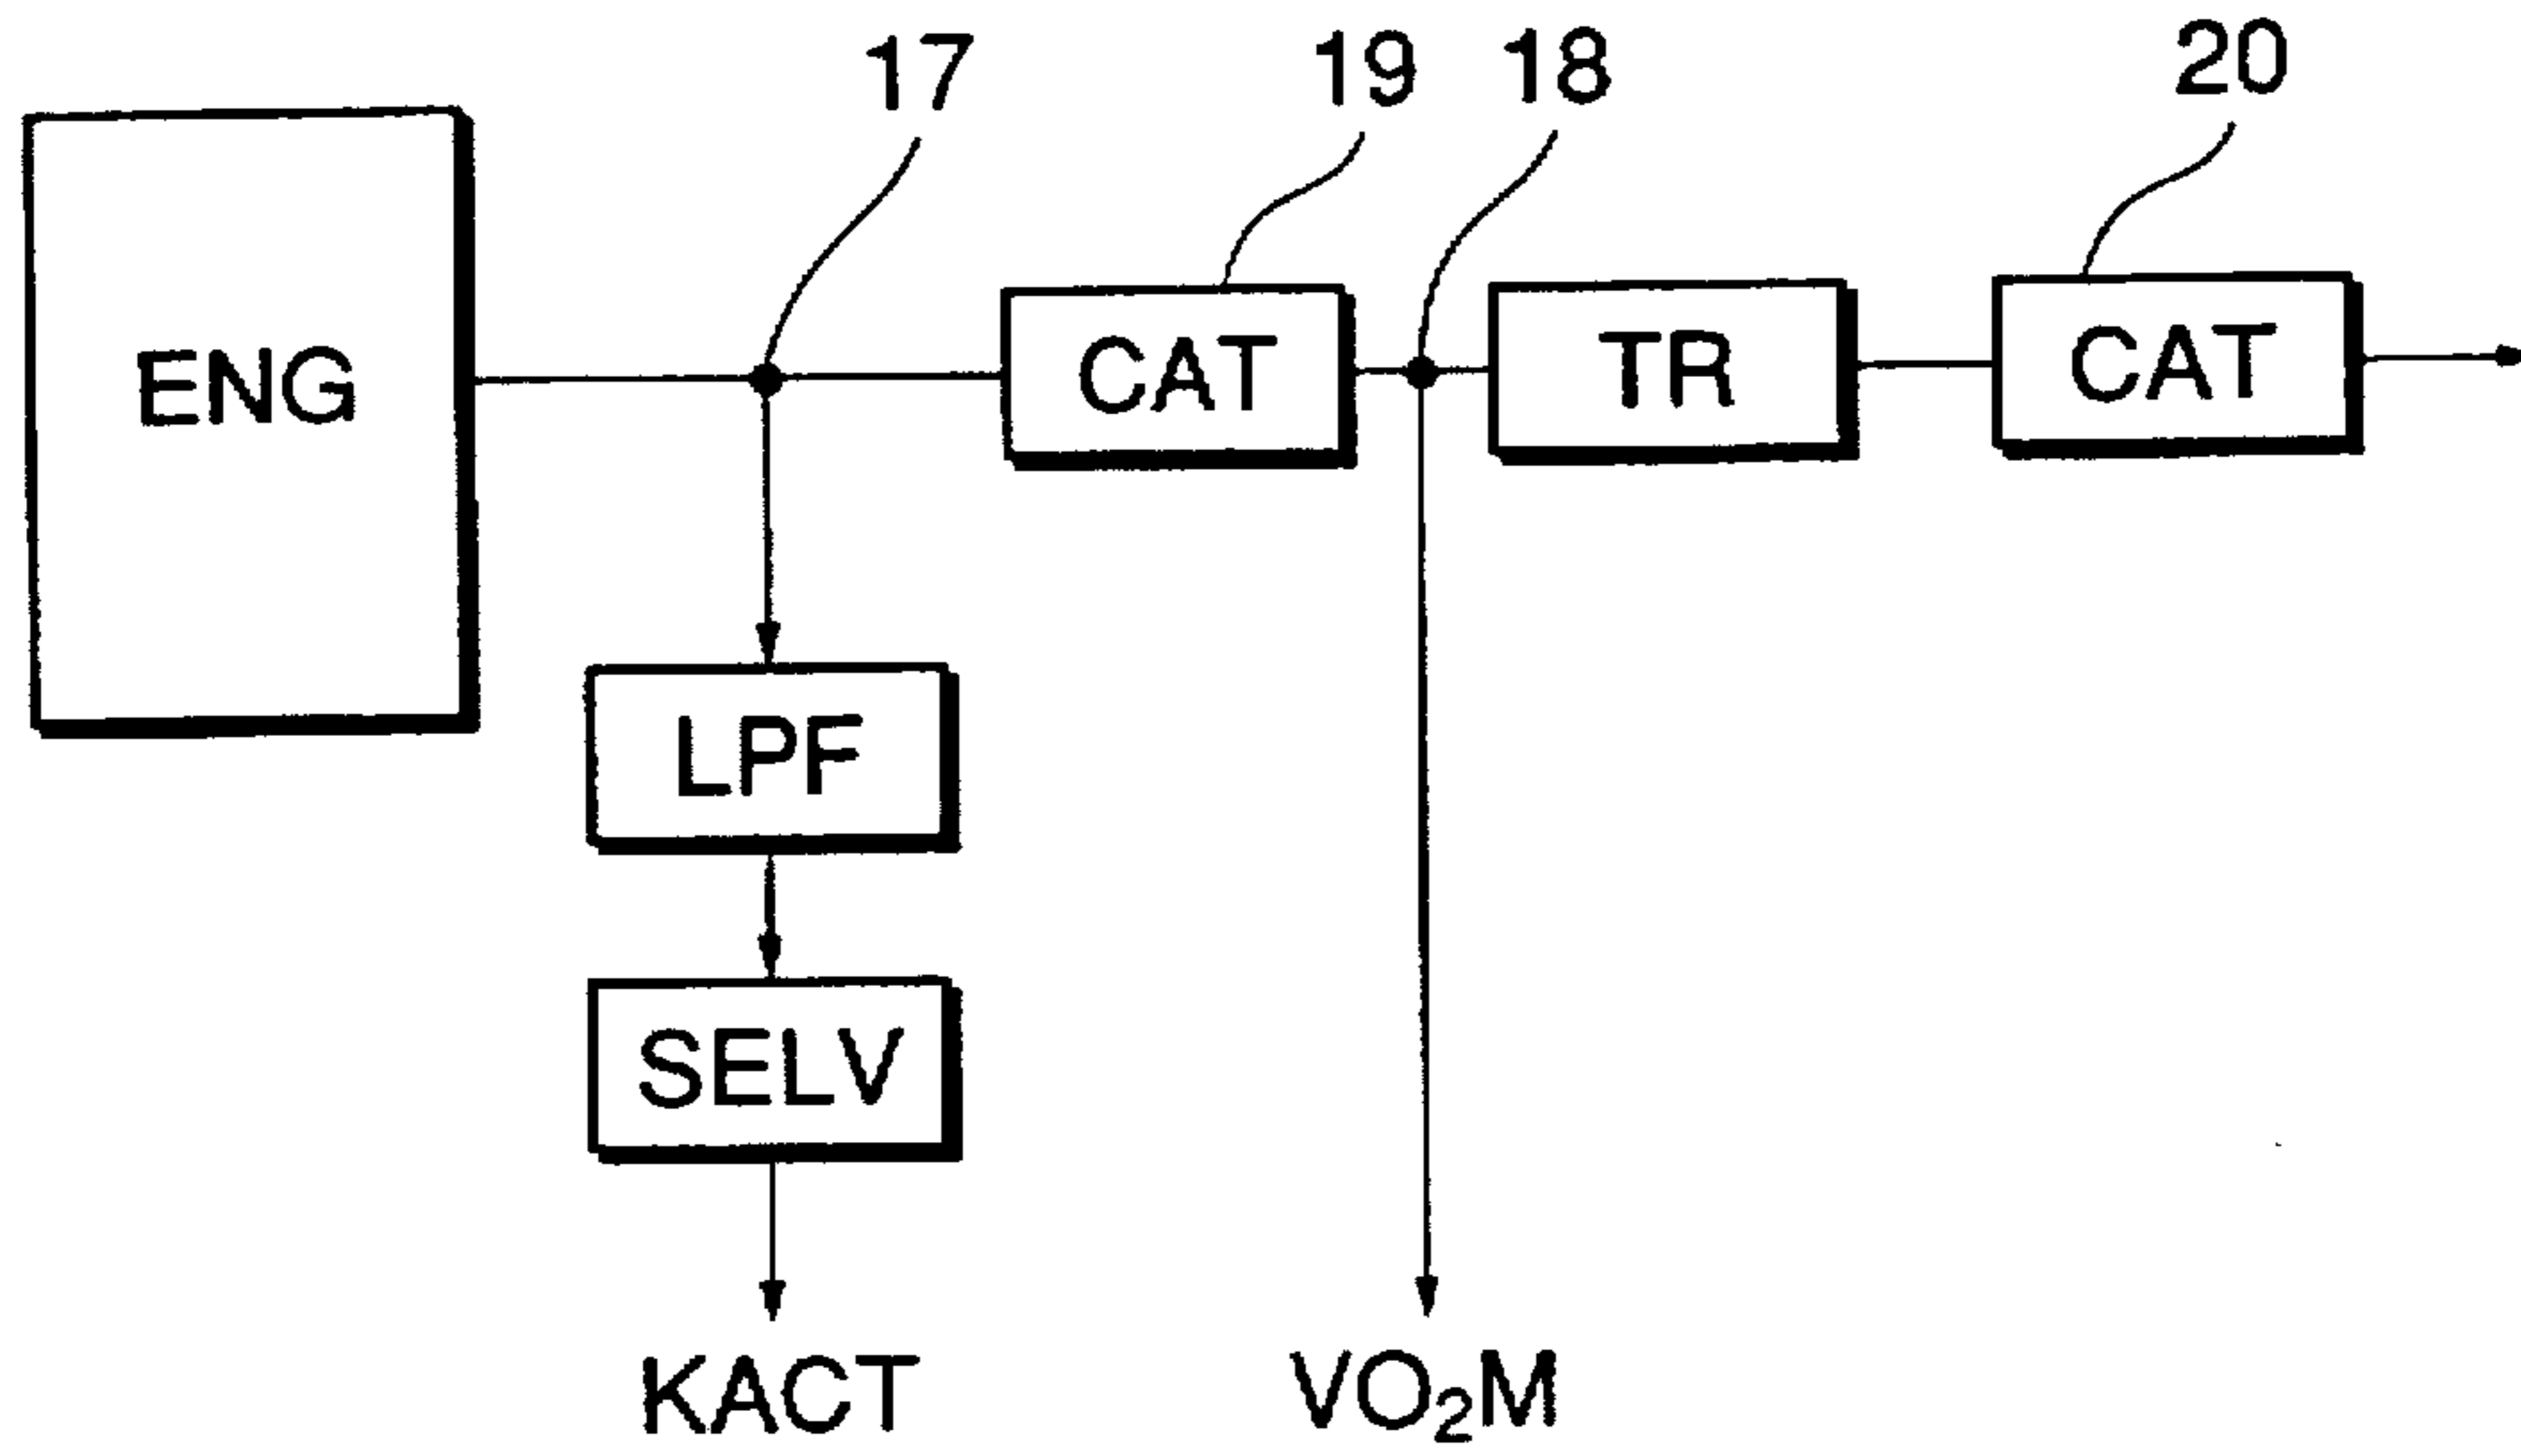 17 19 18 20
ENG CAT TR CAT
LPF
SELV
KACT VO₂M